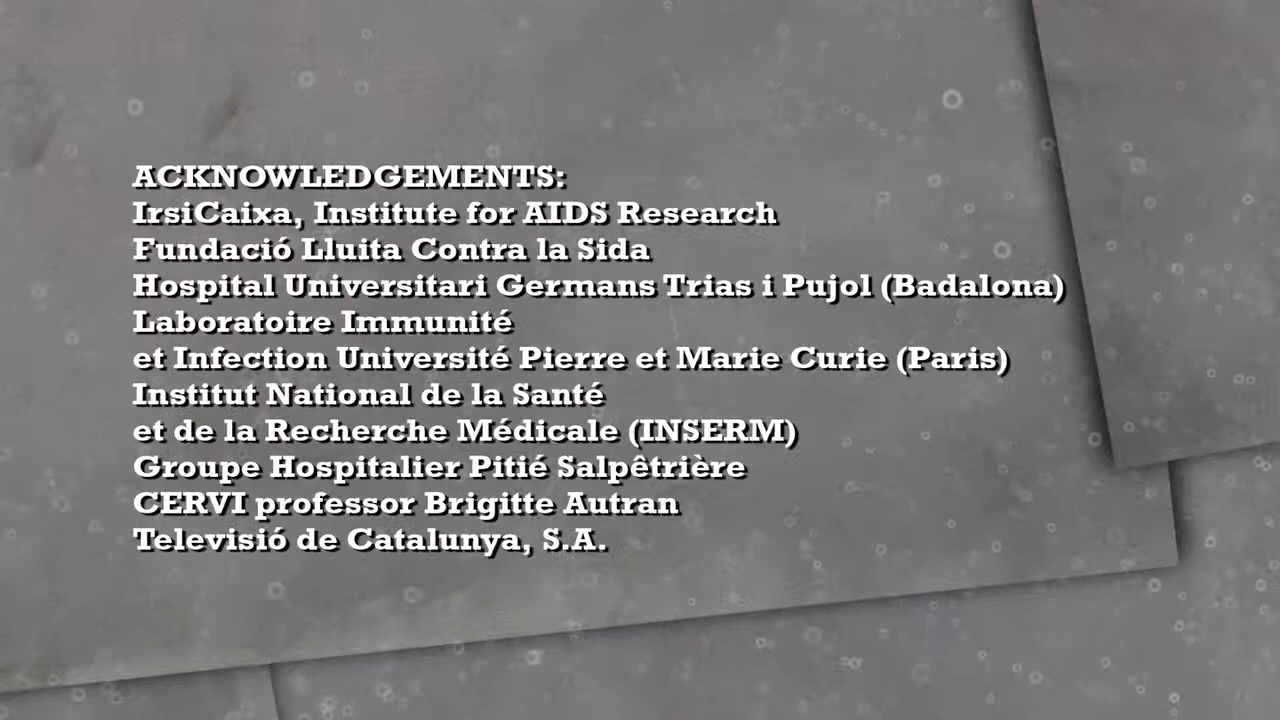 ACKNOWLEDGEMENTS:
IrsiCaixa, Institute for AIDS Research
Fundació Lluita Contra la Sida
Hospital Universitari Germans Trias i Pujol (Badalona)
Laboratoire Immunité
et Infection Université Pierre et Marie Curie (Paris)
Institut National de la Santé
et de la Recherche Médicale (INSERM)
Groupe Hospitalier Pitié Salpêtrière
CERVI professor Brigitte Autran
Televisió de Catalunya, S.A.